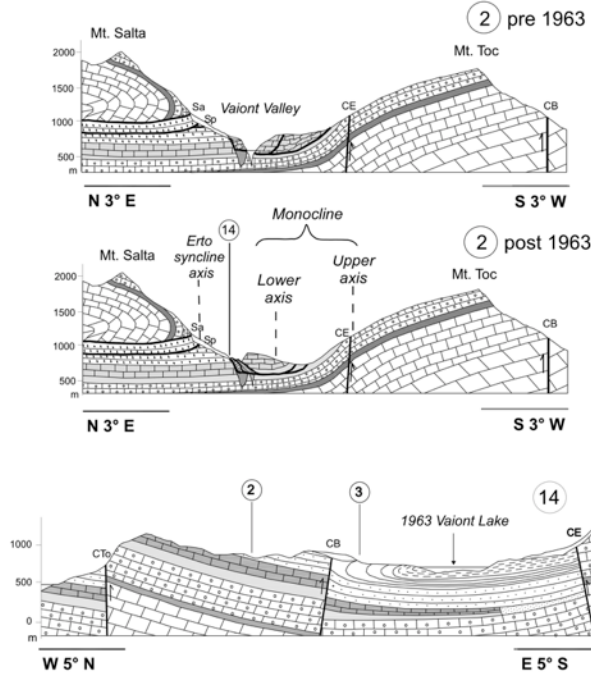 2 pre 1963
Mt. Salta
Mt. Toc
2000
1500
1000
500
m
Sa
Sp
Vaiont Valley
CE
CB
N 3° E
S 3° W
Monocline
2 post 1963
14
Mt. Salta
Erto
syncline
axis
Lower
axis
Upper
axis
Mt. Toc
2000
1500
1000
500
m
Sa
Sp
CE
CB
N 3° E
S 3° W
2
3
14
1963 Vaiont Lake
CTo
CB
CE
1000
500
0
m
W 5° N
E 5° S